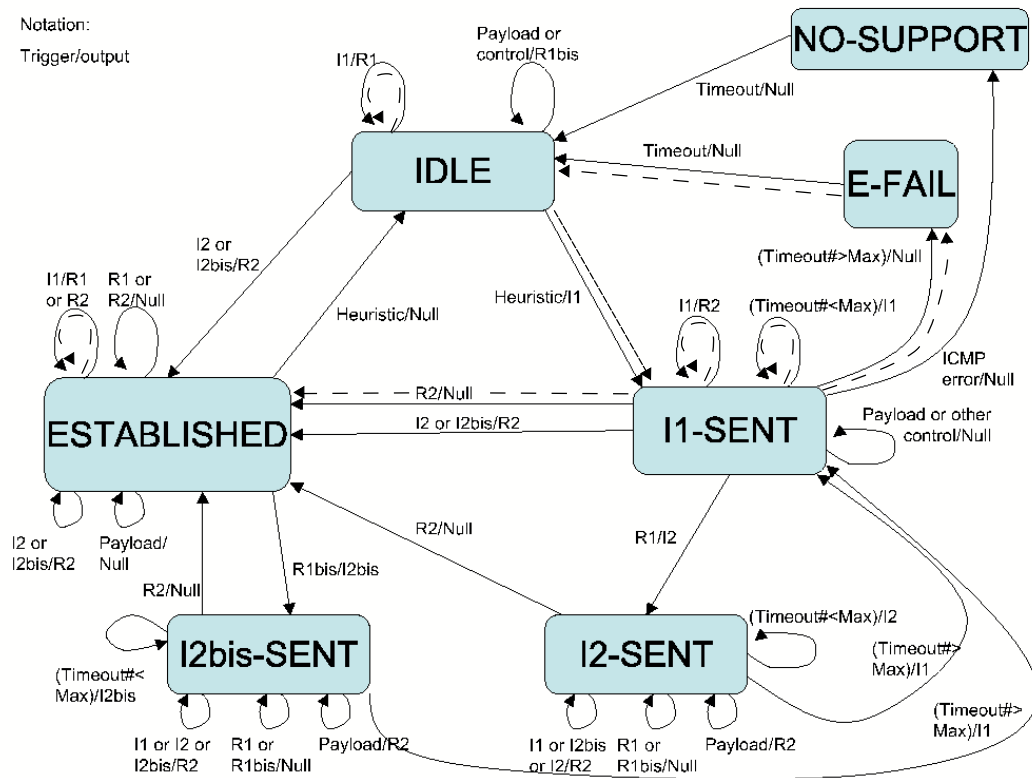 Notation:
Trigger/output
I1/R1
Payload or
control/R1bis
NO-SUPPORT
Timeout/Null
IDLE
Timeout/Null
E-FAIL
I2 or
I2bis/R2
(Timeout#>Max)/Null
I1/R1
or R2
R1 or
R2/Null
Heuristic/I1
Heuristic/Null
I1/R2
(Timeout#<Max)/I1
ICMP
error/Null
R2/Null
ESTABLISHED
I2 or I2bis/R2
I1-SENT
Payload or other
control/Null
I2 or
I2bis/R2
Payload/
Null
R2/Null
R1/I2
R1bis/I2bis
R2/Null
(Timeout#<Max)/I2
I2bis-SENT
I2-SENT
(Timeout#>
Max)/I1
(Timeout#<
Max)/I2bis
(Timeout#>
Max)/I1
I1 or I2 or
I2bis/R2
R1 or
R1bis/Null
Payload/R2
I1 or I2bis
or I2/R2
R1 or
R1bis/Null
Payload/R2